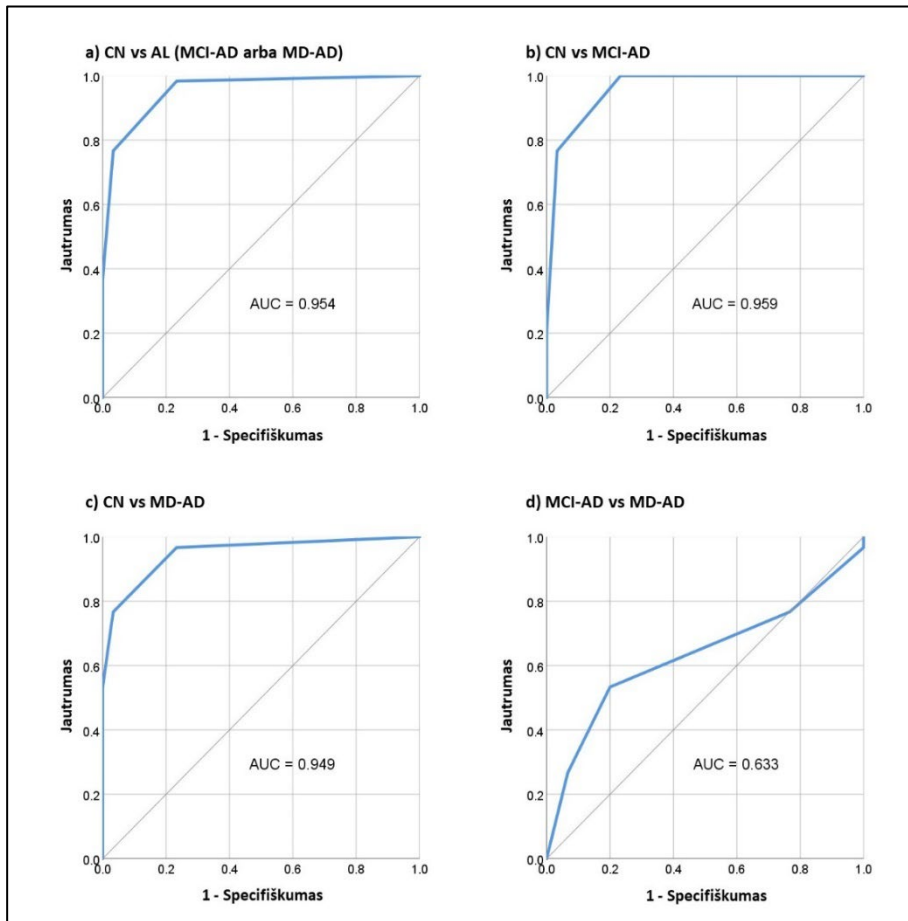 a) CN vs AL (MCI-AD arba MD-AD)
1.0
0.8
0.6
0.4
0.2
0.0
Jautrumas
AUC = 0.954
0.0 0.2 0.4 0.6 0.8 1.0
1 - Specifiškumas
b) CN vs MCI-AD
1.0
0.8
0.6
0.4
0.2
0.0
Jautrumas
AUC = 0.959
0.0 0.2 0.4 0.6 0.8 1.0
1 - Specifiškumas
c) CN vs MD-AD
1.0
0.8
0.6
0.4
0.2
0.0
Jautrumas
AUC = 0.949
0.0 0.2 0.4 0.6 0.8 1.0
1 - Specifiškumas
d) MCI-AD vs MD-AD
1.0
0.8
0.6
0.4
0.2
0.0
Jautrumas
AUC = 0.633
0.0 0.2 0.4 0.6 0.8 1.0
1 - Specifiškumas